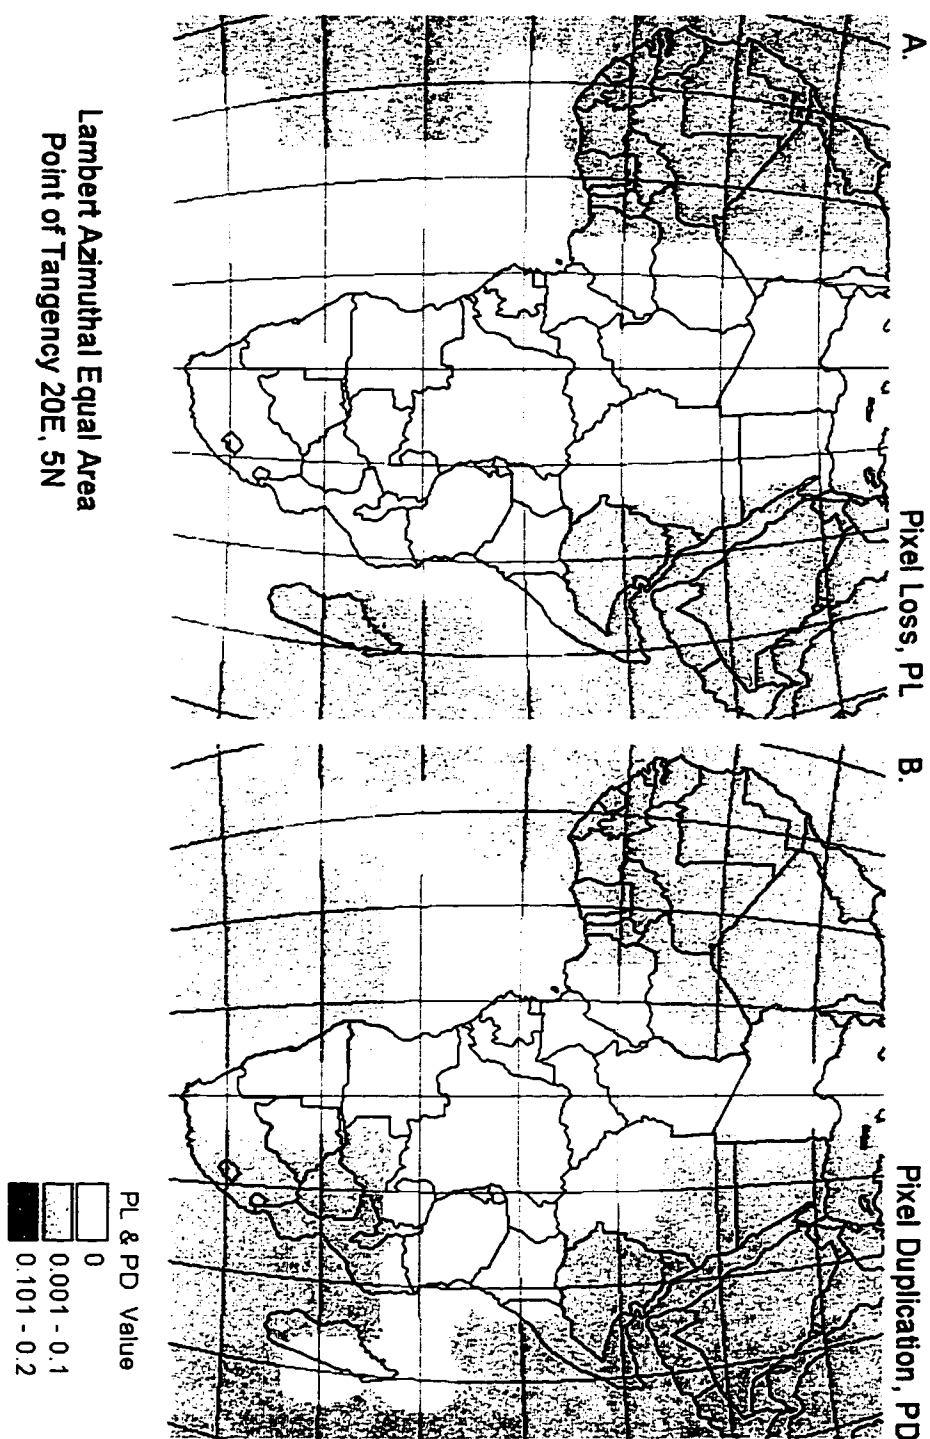 A.
Pixel Loss, PL
B.
Pixel Duplication, PD
Lambert Azimuthal Equal Area
Point of Tangency 20E, 5N
PL & PD Value
0
0.001 - 0.1
0.101 - 0.2